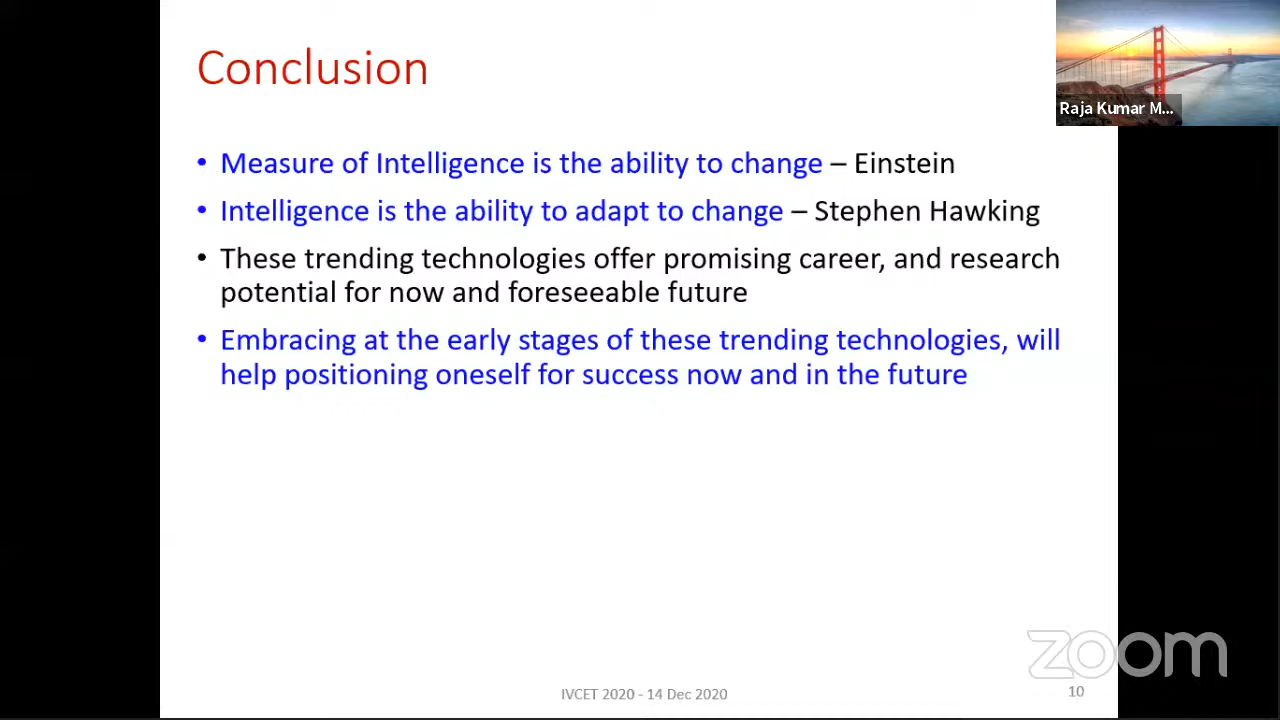 Conclusion
Raja Kumar M...
• Measure of Intelligence is the ability to change – Einstein
• Intelligence is the ability to adapt to change – Stephen Hawking
• These trending technologies offer promising career, and research
potential for now and foreseeable future
• Embracing at the early stages of these trending technologies, will
help positioning oneself for success now and in the future
zoom
IVCET 2020 - 14 Dec 2020
10